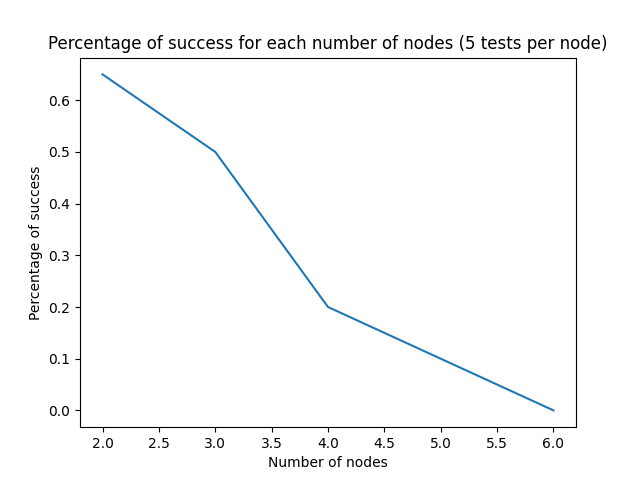 Percentage of success for each number of nodes (5 tests per node)
0.6
0.5
0.4
0.3
0.2
0.1
0.0
Percentage of success
2.0 2.5 3.0 3.5 4.0 4.5 5.0 5.5 6.0
Number of nodes